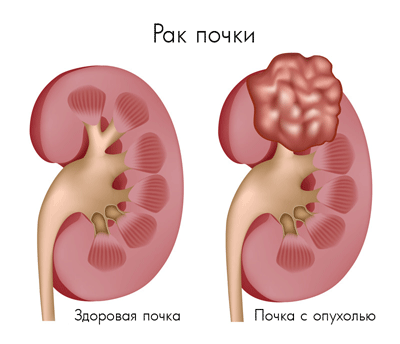 Рак почки
Здоровая почка
Почка с опухолью